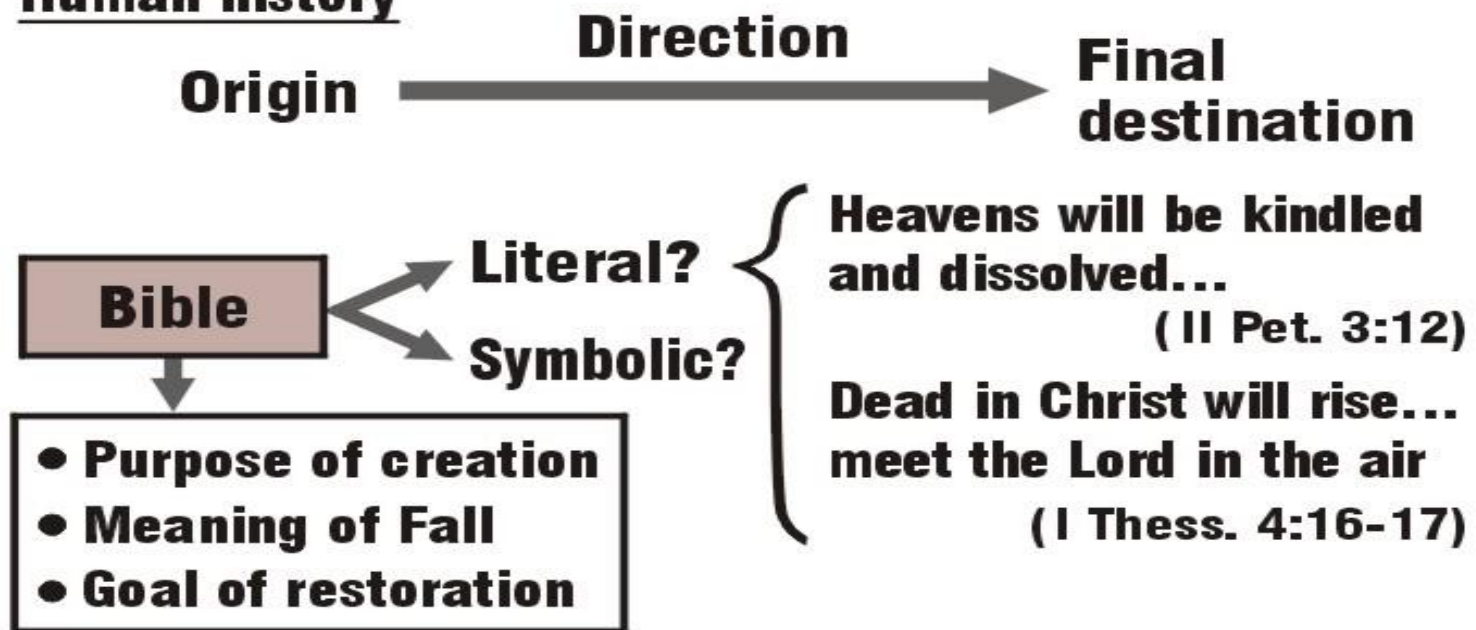 Human history
Direction
Origin
Final
destination
Bible
Literal?
Symbolic?
Heavens will be kindled
and dissolved...
(II Pet. 3:12)
Dead in Christ will rise...
meet the Lord in the air
(I Thess. 4:16-17)
• Purpose of creation
• Meaning of Fall
• Goal of restoration